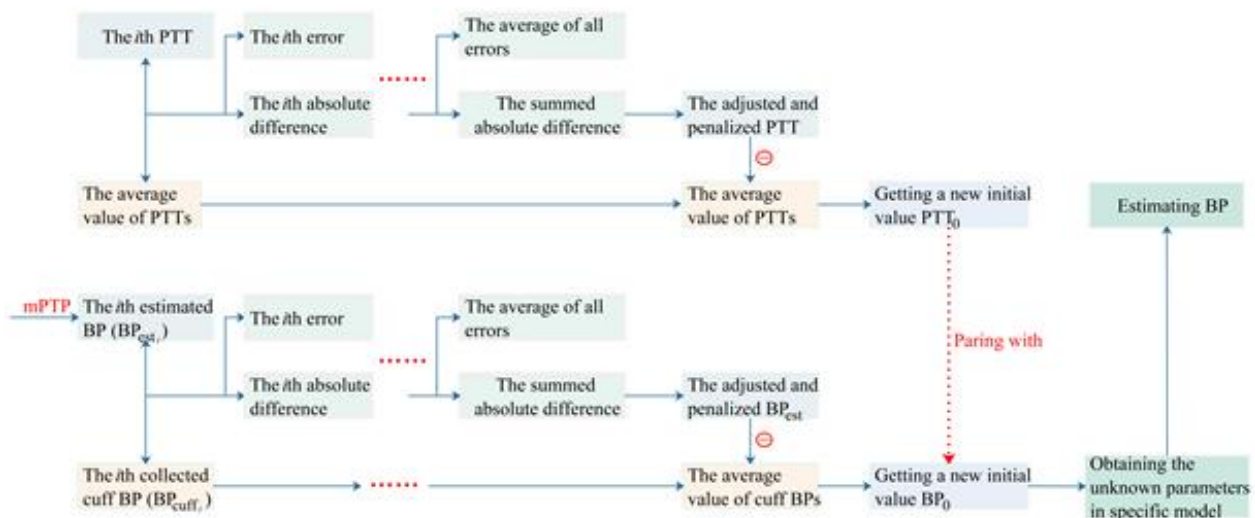 The ith PTT
The ith error
The average of all
errors
The ith absolute
difference
The summed
absolute difference
The adjusted and
penalized PTT
⊖
The average
value of PTTs
The average
value of PTTs
Getting a new initial
value PTT0
Estimating BP
mPTP
The ith estimated
BP (BPest,)
The ith error
The average of all
errors
Paring with
The ith absolute
difference
The summed
absolute difference
The adjusted and
penalized BPest
⊖
The ith collected
cuff BP (BPcuff,)
The average
value of cuff BPs
Getting a new initial
value BP0
Obtaining the
unknown parameters
in specific model